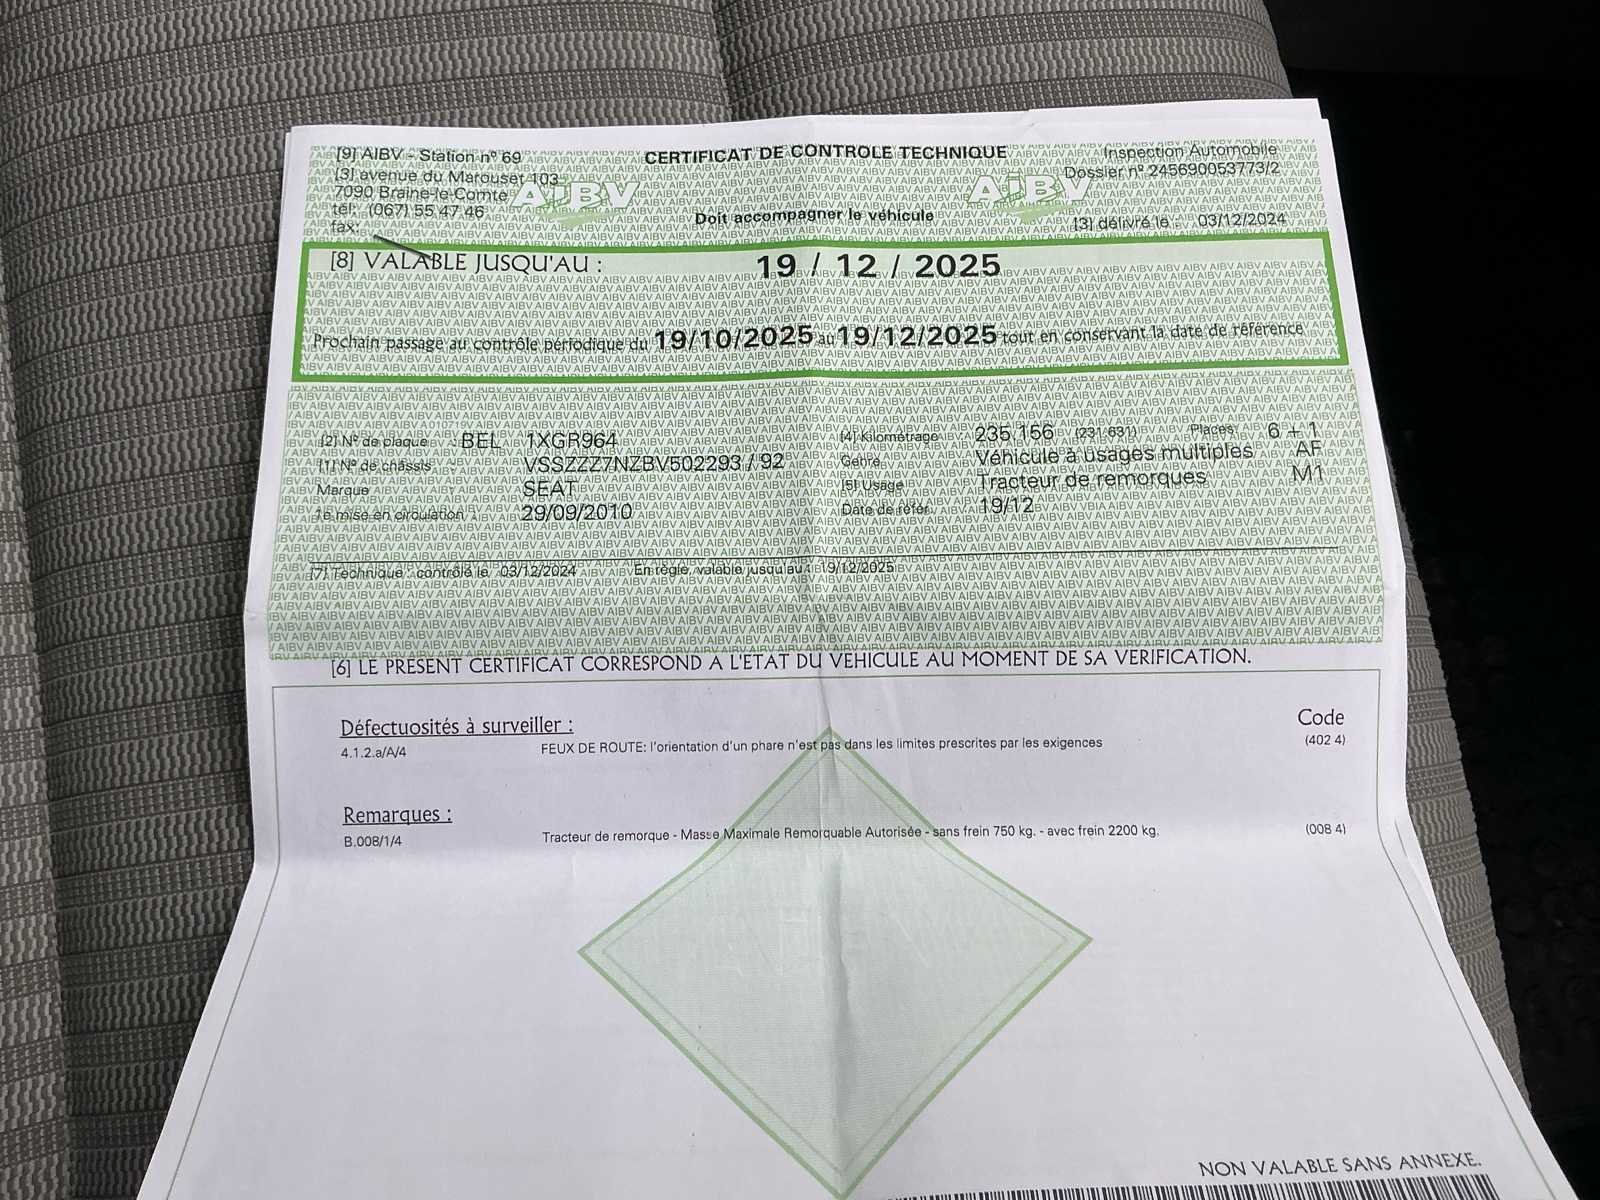 [9] AIBV - Station n° 69
[3] avenue du Marouset 103
7090 Braine-le-Comte
tél: (067) 55 47 46
fax:
AIBV
CERTIFICAT DE CONTROLE TECHNIQUE
Doit accompagner le véhicule
AIBV
Inspection Automobile
Dossier n° 245690053773/2
[3] délivré le : 03/12/2024
[8] VALABLE JUSQU'AU : 19 / 12 / 2025
Prochain passage au contrôle périodique du 19/10/2025 au 19/12/2025 tout en conservant la date de référence
[2] N° de plaque : BEL 1XGR964
[1] N° de châssis VSSZZZ7NZBV502293 / 92
Marque SEAT
1e mise en circulation : 29/09/2010
[4] Kilométrage 235.156 (231.631) Places: 6 + 1
Genre Véhicule à usages multiples AF
[5] Usage Tracteur de remorques M1
Date de référ. 19/12
[7] Technique : contrôlé le 03/12/2024 En règle, valable jusqu'au : 19/12/2025
[6] LE PRESENT CERTIFICAT CORRESPOND A L'ETAT DU VEHICULE AU MOMENT DE SA VERIFICATION.
Défectuosités à surveiller : Code
4.1.2.a/A/4 FEUX DE ROUTE: l'orientation d'un phare n'est pas dans les limites prescrites par les exigences (402 4)
Remarques :
B.008/1/4 Tracteur de remorque - Masse Maximale Remorquable Autorisée - sans frein 750 kg. - avec frein 2200 kg. (008 4)
NON VALABLE SANS ANNEXE.